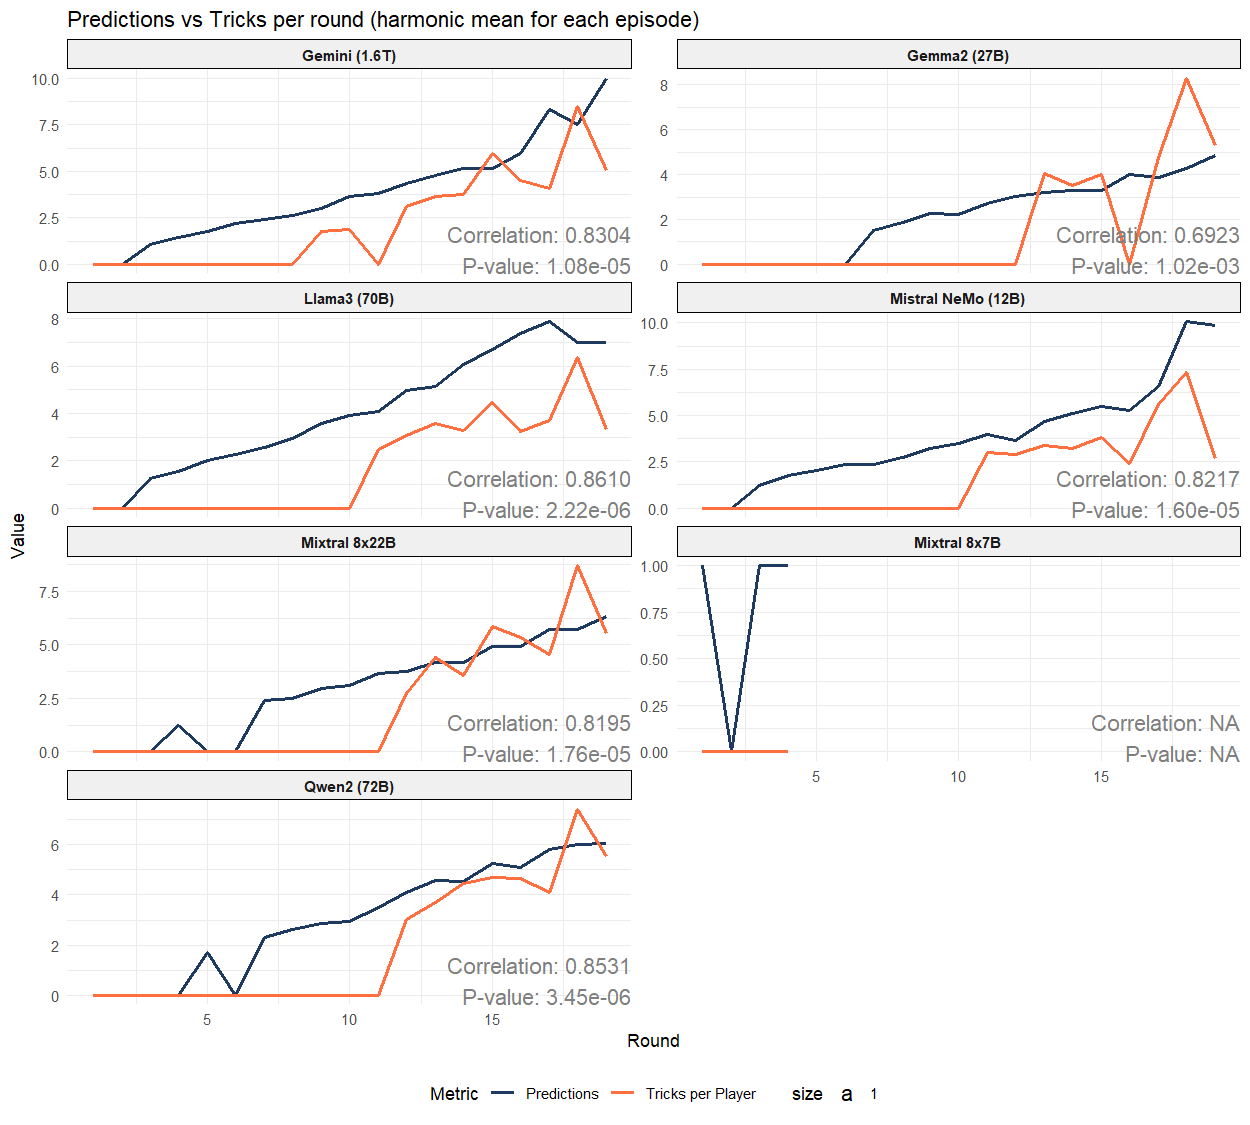 Predictions vs Tricks per round (harmonic mean for each episode)
Gemini (1.6T)
10.0
7.5
5.0
2.5
0.0
Correlation: 0.8304
P-value: 1.08e-05
Gemma2 (27B)
8
6
4
2
0
Correlation: 0.6923
P-value: 1.02e-03
Llama3 (70B)
8
6
4
2
0
Correlation: 0.8610
P-value: 2.22e-06
Mistral NeMo (12B)
10.0
7.5
5.0
2.5
0.0
Correlation: 0.8217
P-value: 1.60e-05
Value
Mixtral 8x22B
7.5
5.0
2.5
0.0
Correlation: 0.8195
P-value: 1.76e-05
Mixtral 8x7B
1.00
0.75
0.50
0.25
0.00
Correlation: NA
P-value: NA
5 10 15
Qwen2 (72B)
6
4
2
0
Correlation: 0.8531
P-value: 3.45e-06
5 10 15
Round
Metric Predictions Tricks per Player size a 1